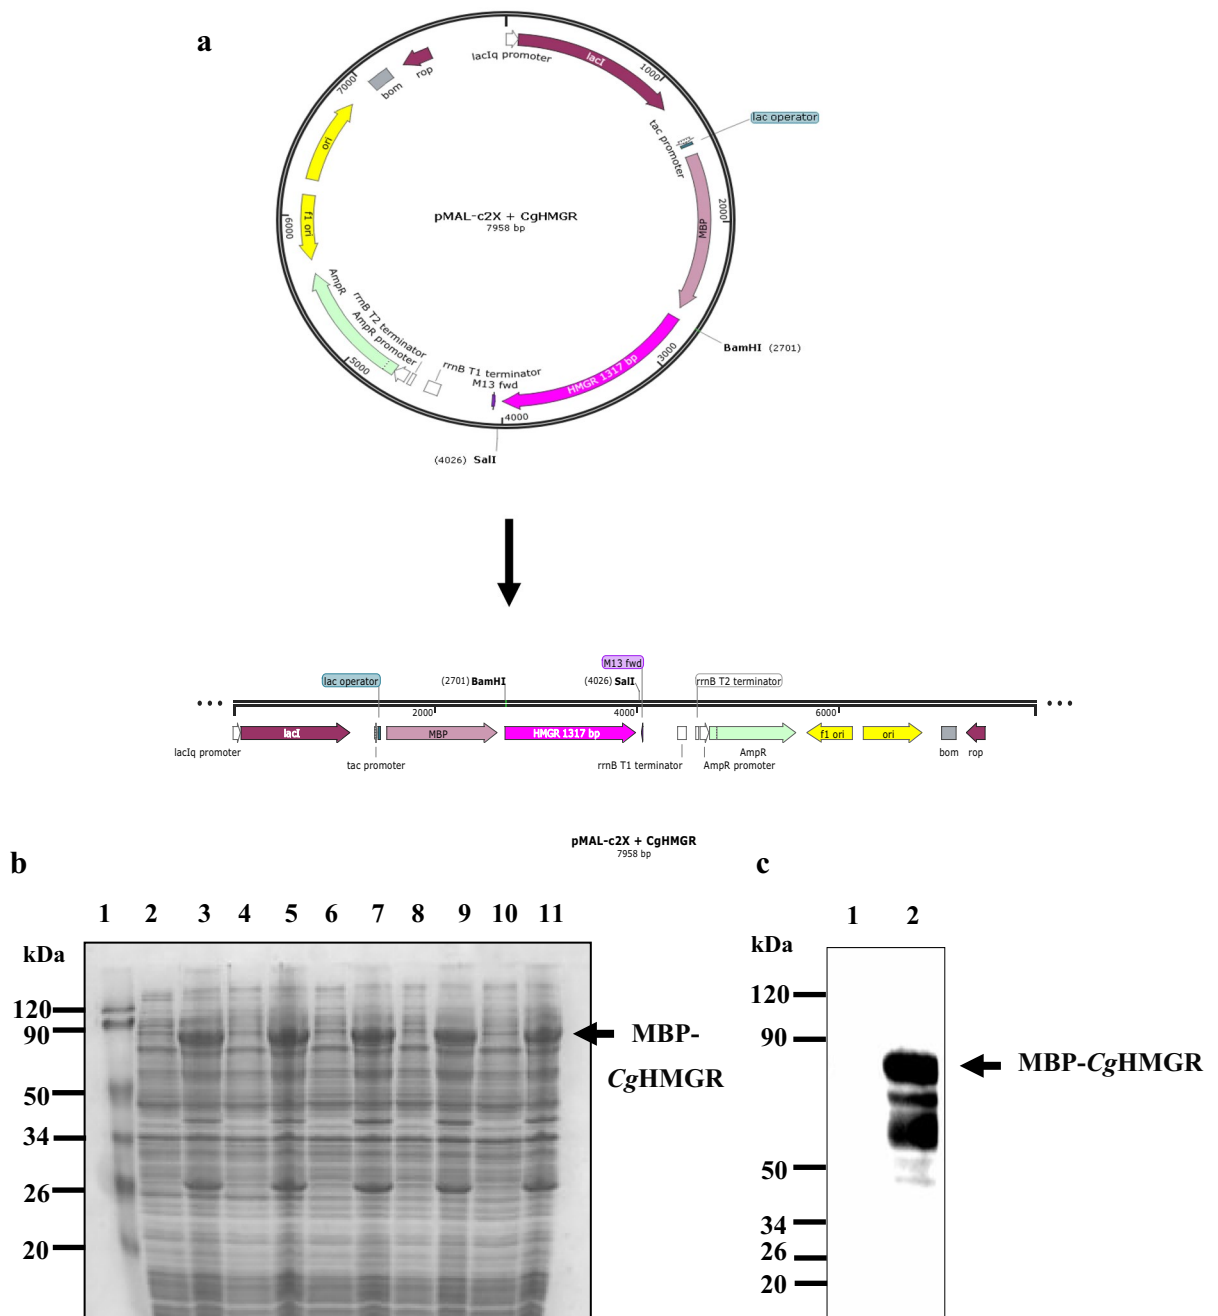 a
lacIq promoter
lacI
1000
tac promoter
lac operator
MBP
2000
BamHI (2701)
3000
HMGR 1317 bp
4000
(4026) SalI
M13 fwd
rrnB T1 terminator
rrnB T2 terminator
AmpR promoter
AmpR
5000
f1 ori
6000
ori
7000
bom
rop
pMAL-c2X + CgHMGR
7958 bp
M13 fwd
lac operator
(2701) BamHI
(4026) SalI
rrnB T2 terminator
2000
4000
6000
lacI
MBP
HMGR 1317 bp
f1 ori
ori
lacIq promoter
tac promoter
rrnB T1 terminator
AmpR
AmpR promoter
bom
rop
pMAL-c2X + CgHMGR
7958 bp
b
1 2 3 4 5 6 7 8 9 10 11
kDa
120
90
50
34
26
20
MBP-
CgHMGR
c
1 2
kDa
120
90
50
34
26
20
MBP-CgHMGR